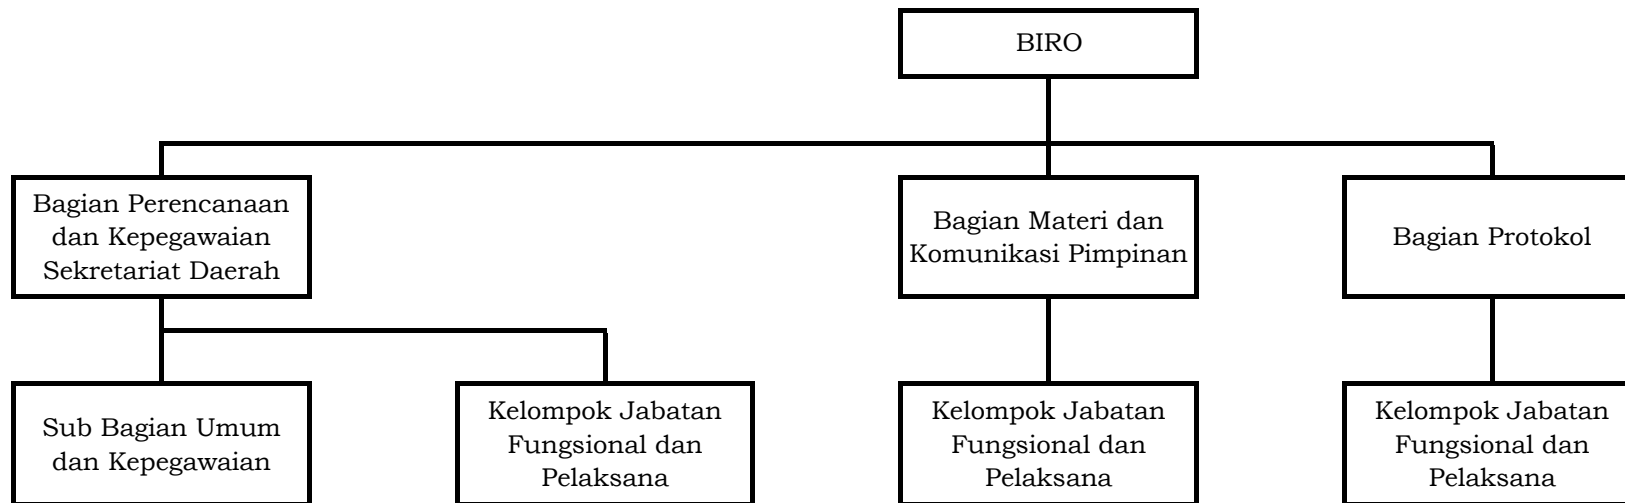 BIRO
Bagian Perencanaan
dan Kepegawaian
Sekretariat Daerah
Bagian Materi dan
Komunikasi Pimpinan
Bagian Protokol
Sub Bagian Umum
dan Kepegawaian
Kelompok Jabatan
Fungsional dan
Pelaksana
Kelompok Jabatan
Fungsional dan
Pelaksana
Kelompok Jabatan
Fungsional dan
Pelaksana